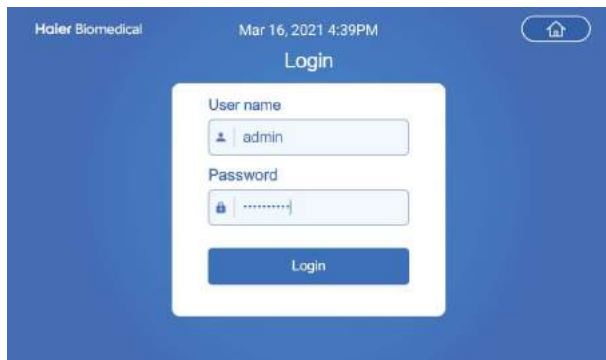 Haier Biomedical
Mar 16, 2021 4:39PM
Login
User name
admin
Password
··········
Login